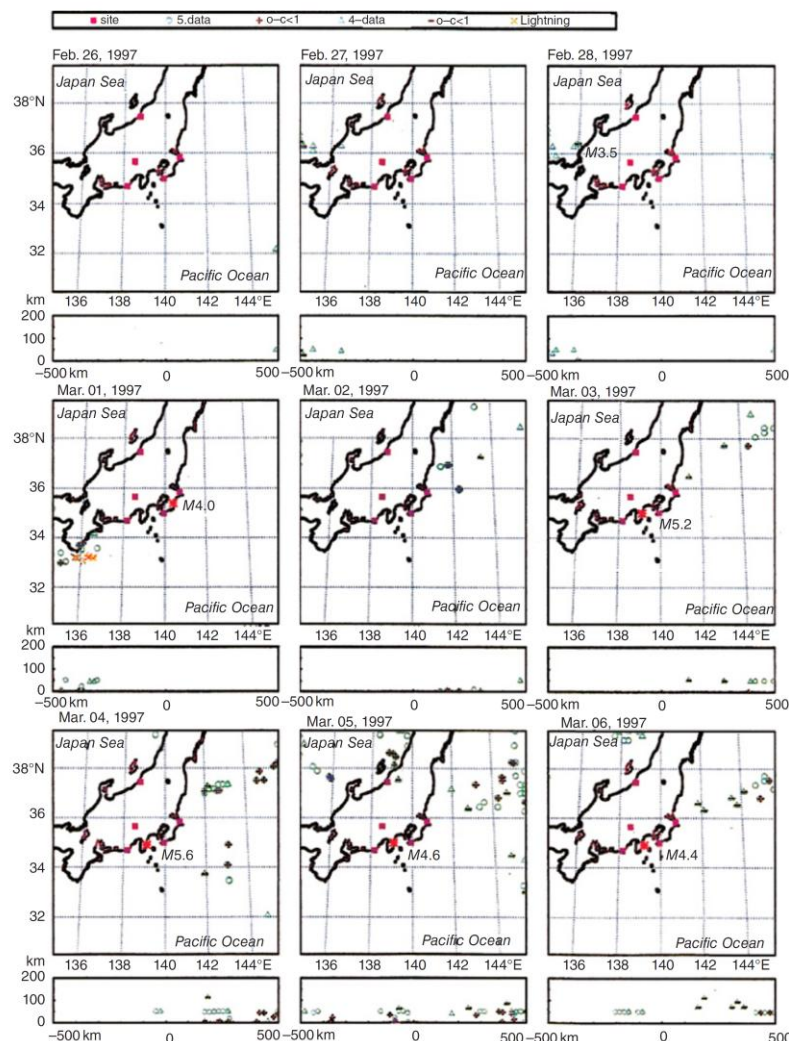 site 5.data o–c<1 4–data o–c<1 Lightning
Feb. 26, 1997 Feb. 27, 1997 Feb. 28, 1997
Japan Sea Japan Sea Japan Sea
38°N
36 M3.5
34
32
Pacific Ocean Pacific Ocean Pacific Ocean
km 136 138 140 142 144°E 136 138 140 142 144°E 136 138 140 142 144°E
200
100
0
−500 km 0 500 −500 km 0 500 −500 km 0 500
Mar. 01, 1997 Mar. 02, 1997 Mar. 03, 1997
Japan Sea Japan Sea Japan Sea
38°N
36
M4.0
34 M5.2
32
Pacific Ocean Pacific Ocean Pacific Ocean
km 136 138 140 142 144°E 136 138 140 142 144°E 136 138 140 142 144°E
200
100
0
−500 km 0 500 −500 km 0 500 −500 km 0 500
Mar. 04, 1997 Mar. 05, 1997 Mar. 06, 1997
Japan Sea Japan Sea Japan Sea
38°N
36
M5.6 M4.6 M4.4
34
32
Pacific Ocean Pacific Ocean Pacific Ocean
km 136 138 140 142 144°E 136 138 140 142 144°E 136 138 140 142 144°E
200
100
0
−500 km 0 500 −500 km 0 500 −500 km 0 500